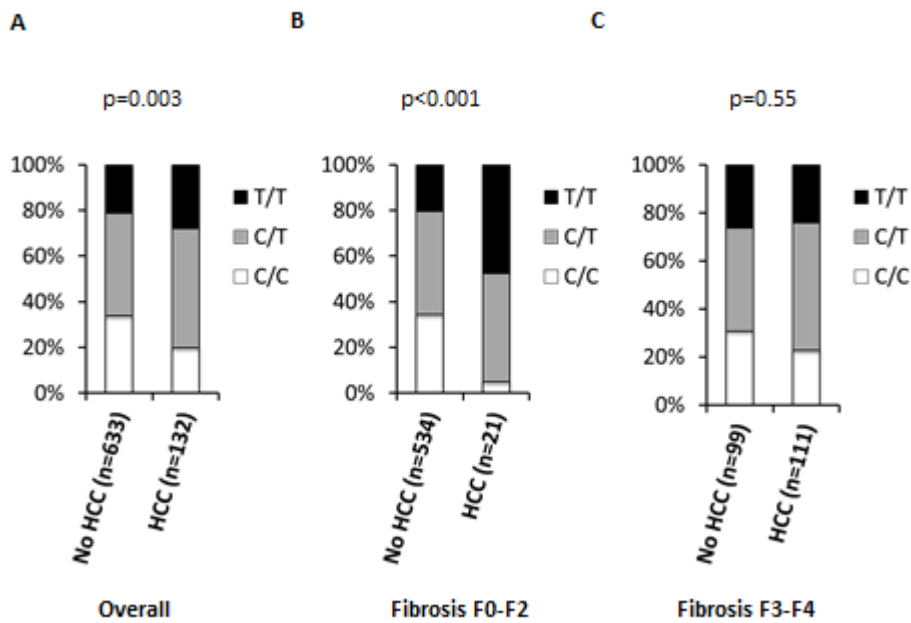 A
B
C
p=0.003
p<0.001
p=0.55
100%
80%
60%
40%
20%
0%
T/T
C/T
C/C
No HCC (n=633)
HCC (n=132)
Overall
100%
80%
60%
40%
20%
0%
T/T
C/T
C/C
No HCC (n=534)
HCC (n=21)
Fibrosis F0-F2
100%
80%
60%
40%
20%
0%
T/T
C/T
C/C
No HCC (n=99)
HCC (n=111)
Fibrosis F3-F4